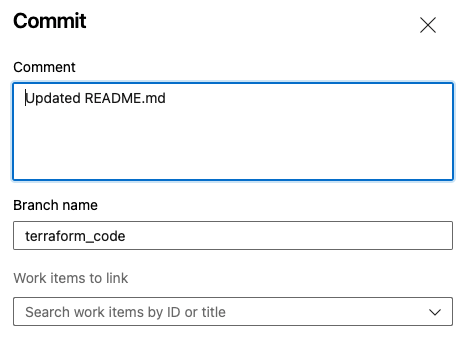 Commit
Comment
Updated README.md
Branch name
terraform_code
Work items to link
Search work items by ID or title